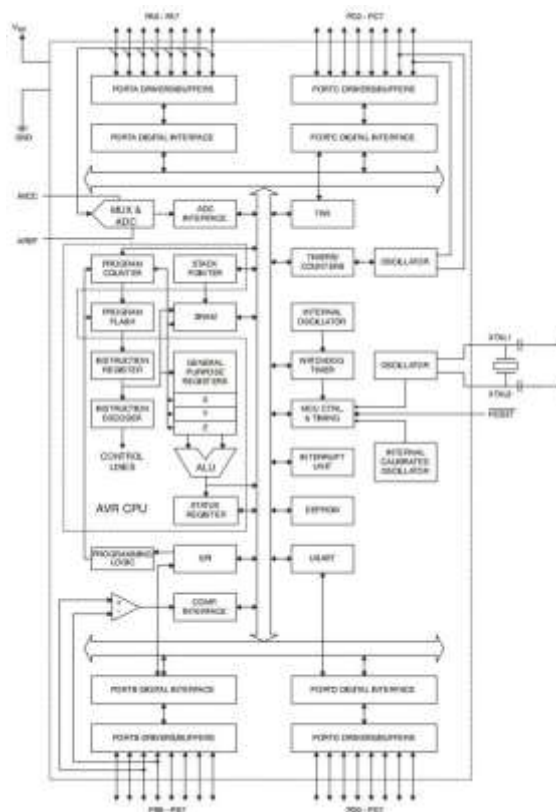 PA0 - PA7
PC0 - PC7
VCC
GND
PORTA DRIVERS/BUFFERS
PORTC DRIVERS/BUFFERS
PORTA DIGITAL INTERFACE
PORTC DIGITAL INTERFACE
AVCC
AREF
MUX &
ADC
ADC
INTERFACE
TWI
PROGRAM
COUNTER
STACK
POINTER
TIMERS/
COUNTERS
OSCILLATOR
PROGRAM
FLASH
SRAM
INTERNAL
OSCILLATOR
INSTRUCTION
REGISTER
GENERAL
PURPOSE
REGISTERS
X
Y
Z
WATCHDOG
TIMER
OSCILLATOR
XTAL1
XTAL2
RESET
INSTRUCTION
DECODER
MCU CTRL.
& TIMING
CONTROL
LINES
ALU
INTERRUPT
UNIT
INTERNAL
CALIBRATED
OSCILLATOR
AVR CPU
STATUS
REGISTER
EEPROM
PROGRAMMING
LOGIC
SPI
USART
+
-
COMP.
INTERFACE
PORTB DIGITAL INTERFACE
PORTD DIGITAL INTERFACE
PORTB DRIVERS/BUFFERS
PORTD DRIVERS/BUFFERS